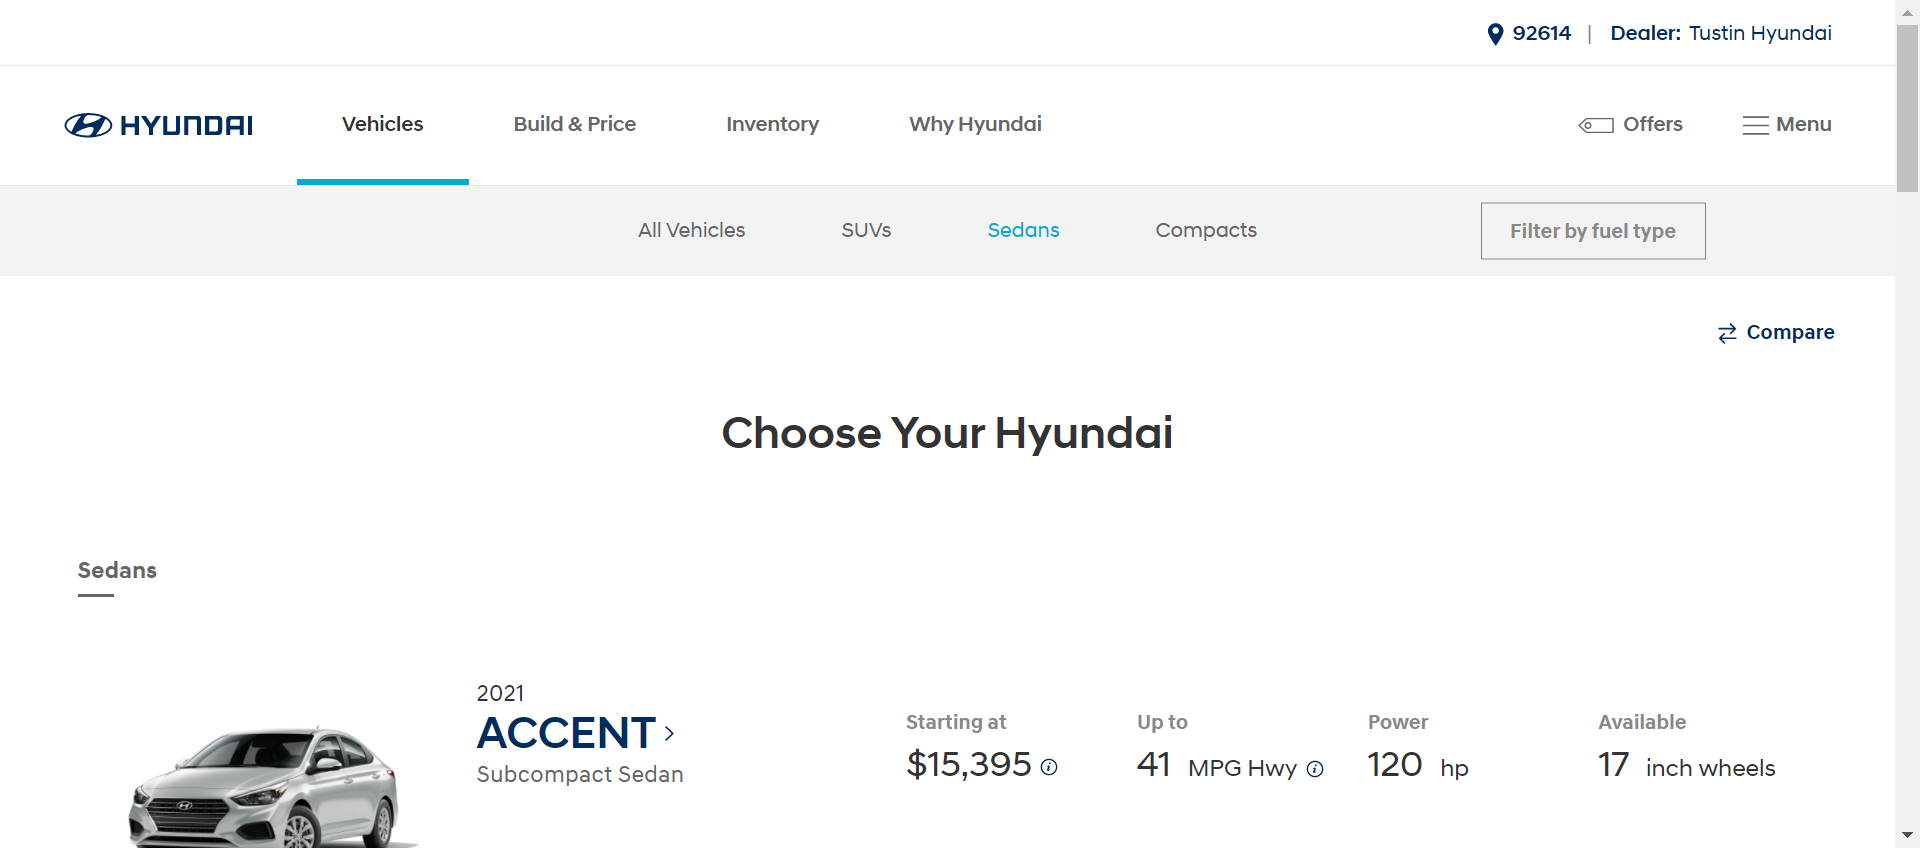 92614 | Dealer: Tustin Hyundai
HYUNDAI Vehicles Build & Price Inventory Why Hyundai Offers Menu
All Vehicles SUVs Sedans Compacts Filter by fuel type
Compare
Choose Your Hyundai
Sedans
2021
ACCENT
Subcompact Sedan
Starting at Up to Power Available
$15,395 41 MPG Hwy 120 hp 17 inch wheels